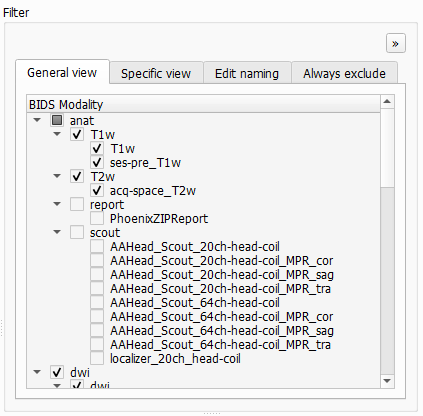 Filter
»
General view Specific view Edit naming Always exclude
BIDS Modality
anat
T1w
T1w
ses-pre_T1w
T2w
acq-space_T2w
report
PhoenixZIPReport
scout
AAHead_Scout_20ch-head-coil
AAHead_Scout_20ch-head-coil_MPR_cor
AAHead_Scout_20ch-head-coil_MPR_sag
AAHead_Scout_20ch-head-coil_MPR_tra
AAHead_Scout_64ch-head-coil
AAHead_Scout_64ch-head-coil_MPR_cor
AAHead_Scout_64ch-head-coil_MPR_sag
AAHead_Scout_64ch-head-coil_MPR_tra
localizer_20ch_head-coil
dwi
dwi